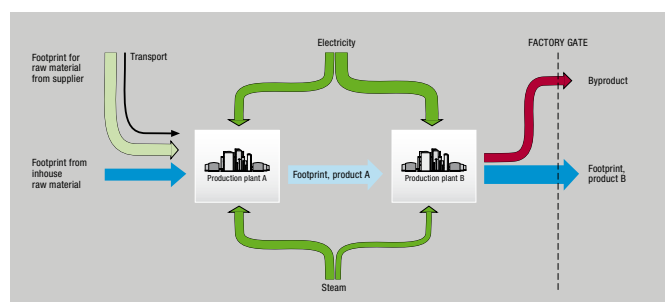 Electricity
FACTORY GATE
Footprint for
raw material
from supplier
Transport
Byproduct
Footprint from
inhouse
raw material
Production plant A
Footprint, product A
Production plant B
Footprint,
product B
Steam